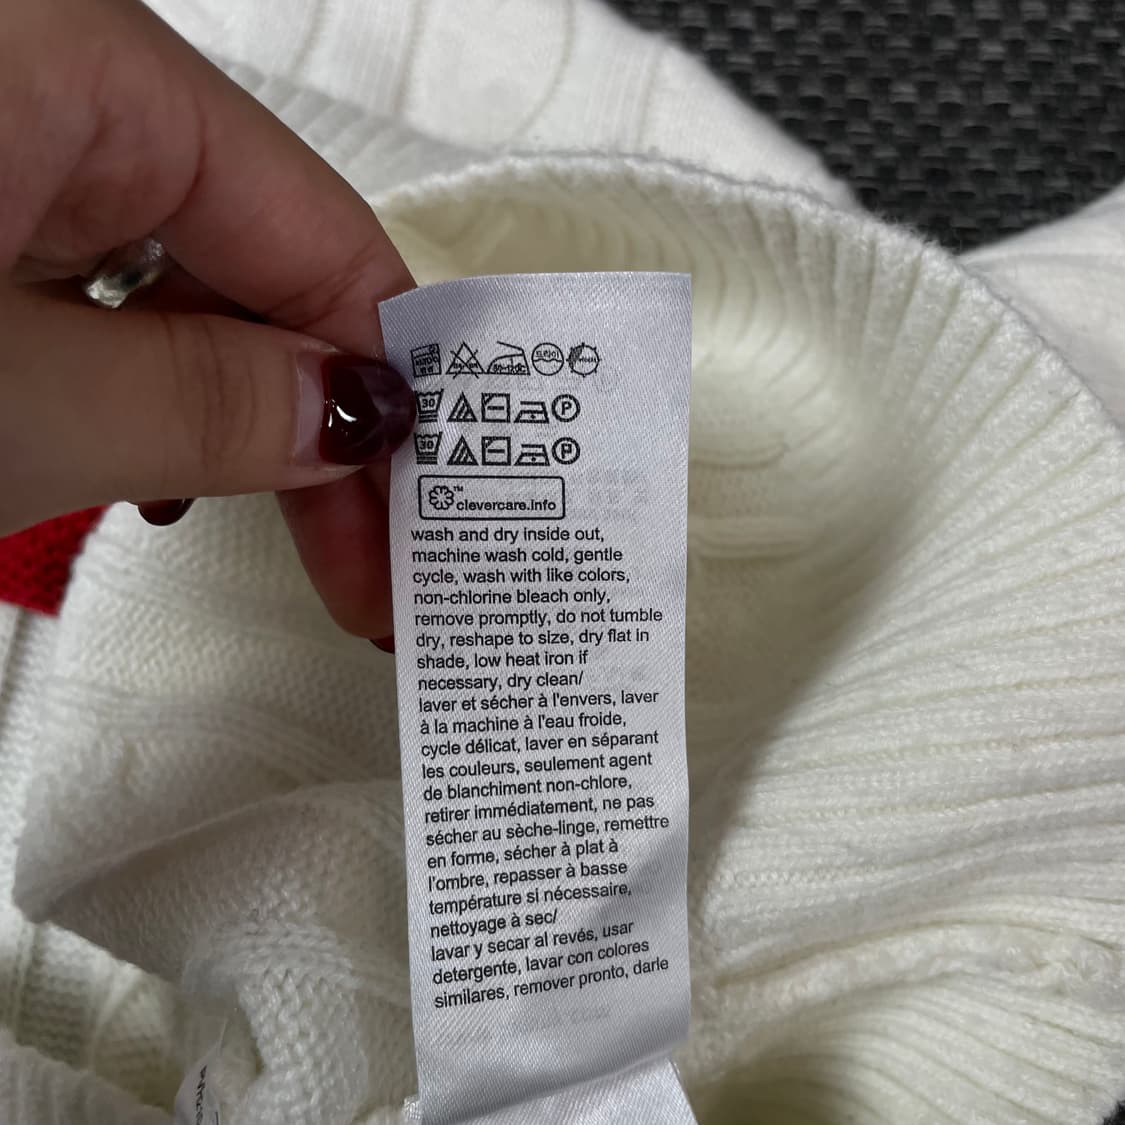 30 P
30 P
™
clevercare.info
wash and dry inside out,
machine wash cold, gentle
cycle, wash with like colors,
non-chlorine bleach only,
remove promptly, do not tumble
dry, reshape to size, dry flat in
shade, low heat iron if
necessary, dry clean/
laver et sécher à l'envers, laver
à la machine à l'eau froide,
cycle délicat, laver en séparant
les couleurs, seulement agent
de blanchiment non-chlore,
retirer immédiatement, ne pas
sécher au sèche-linge, remettre
en forme, sécher à plat à
l'ombre, repasser à basse
température si nécessaire,
nettoyage à sec/
lavar y secar al revés, usar
detergente, lavar con colores
similares, remover pronto, darle